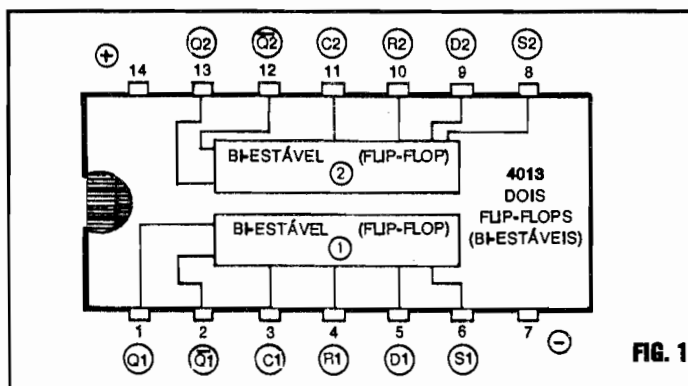 Q2 Q̅2 C2 R2 D2 S2
+ 14 13 12 11 10 9 8
BI-ESTÁVEL (FLIP-FLOP)
2
4013
DOIS
FLIP-FLOPS
(BI-ESTÁVEIS)
BI-ESTÁVEL (FLIP-FLOP)
1
1 2 3 4 5 6 7 −
Q1 Q̅1 C1 R1 D1 S1
FIG. 1